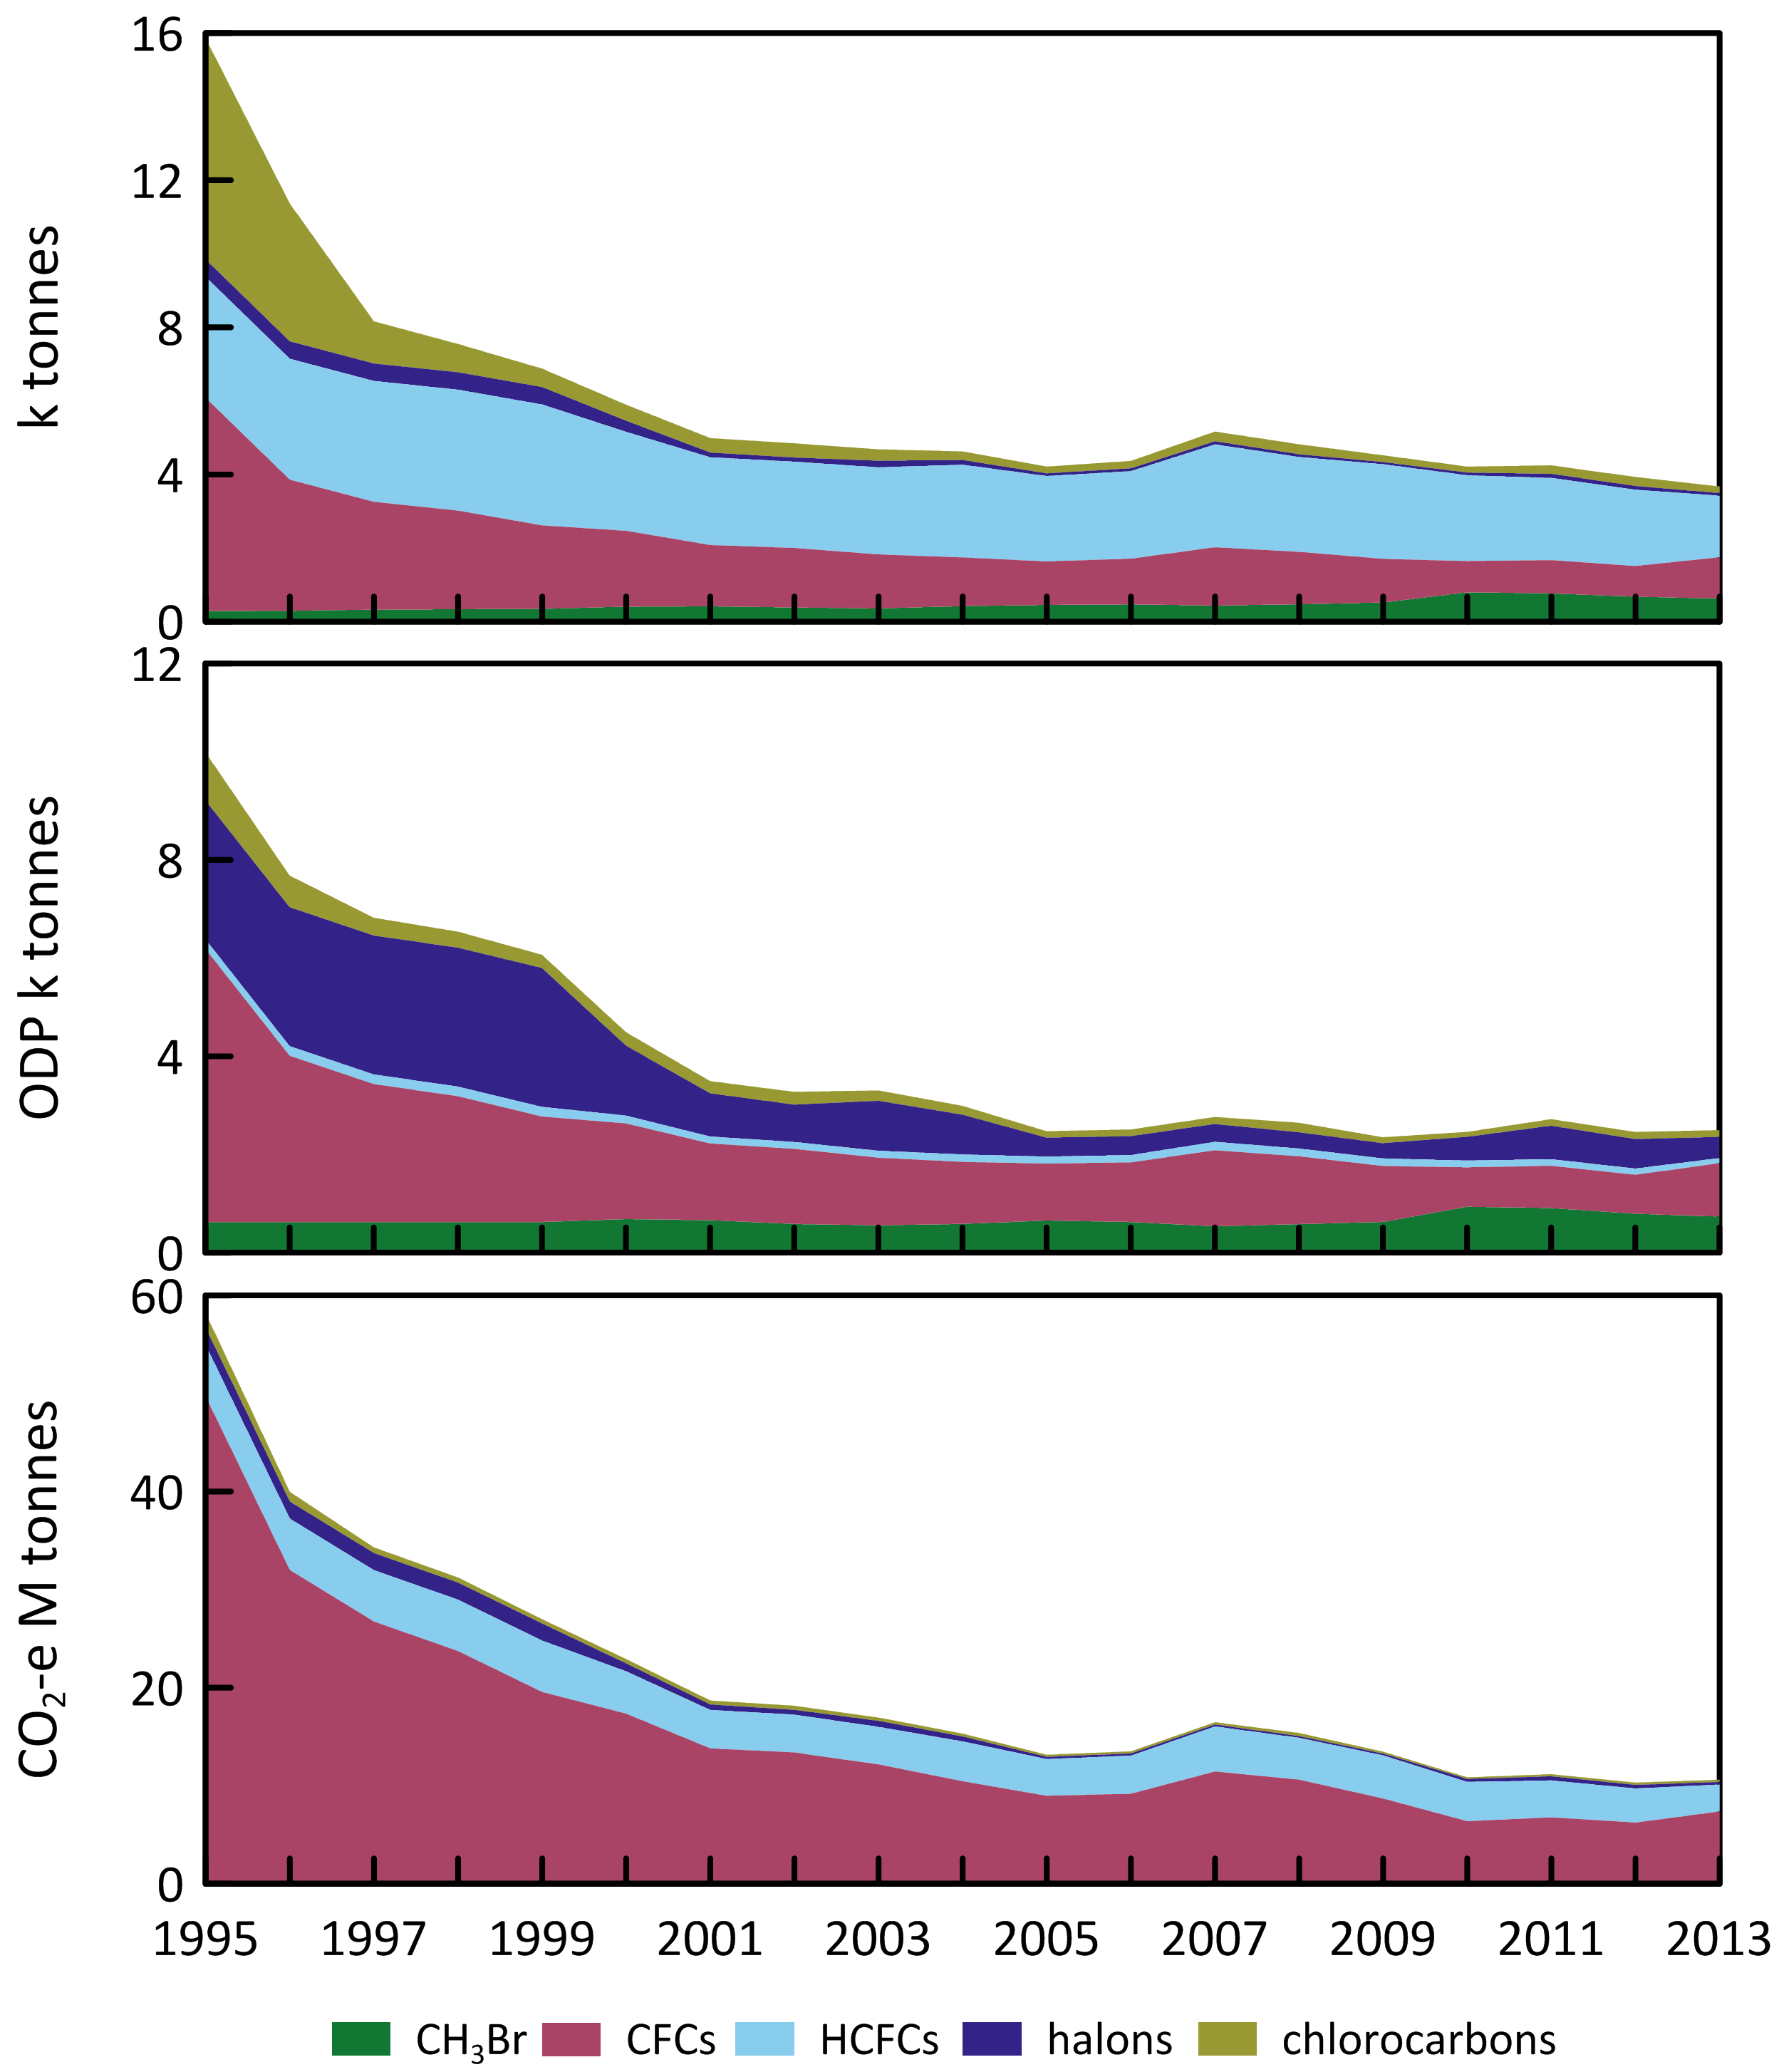 k tonnes
16
12
8
4
0
ODP k tonnes
12
8
4
0
CO₂-e M tonnes
60
40
20
0
1995 1997 1999 2001 2003 2005 2007 2009 2011 2013
CH₃Br CFCs HCFCs halons chlorocarbons